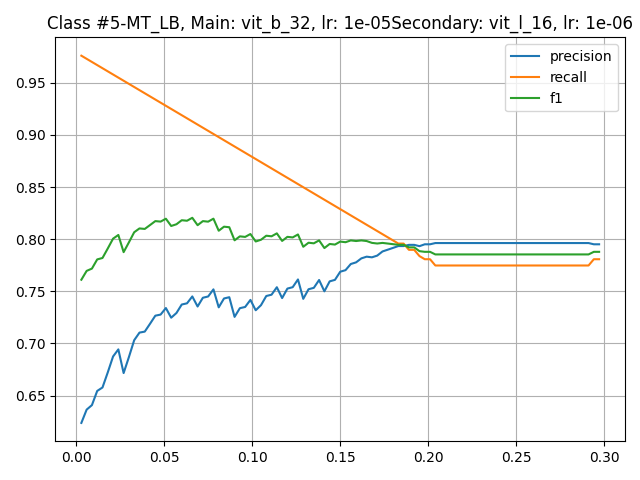 Class #5-MT_LB, Main: vit_b_32, lr: 1e-05Secondary: vit_l_16, lr: 1e-06
precision
recall
f1
0.95
0.90
0.85
0.80
0.75
0.70
0.65
0.00 0.05 0.10 0.15 0.20 0.25 0.30